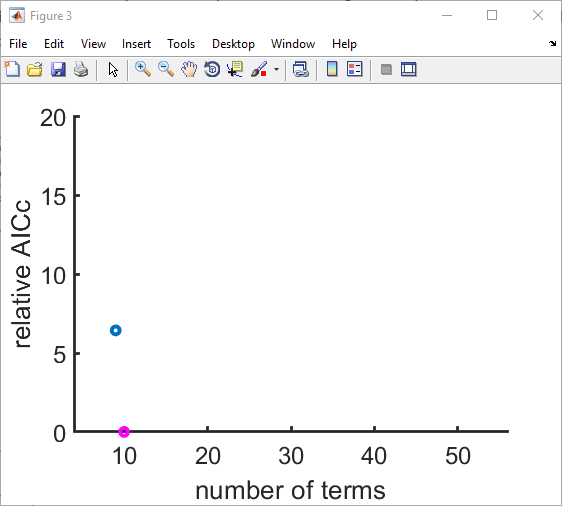 Figure 3
File Edit View Insert Tools Desktop Window Help
20
15
10
5
0
relative AICc
10 20 30 40 50
number of terms